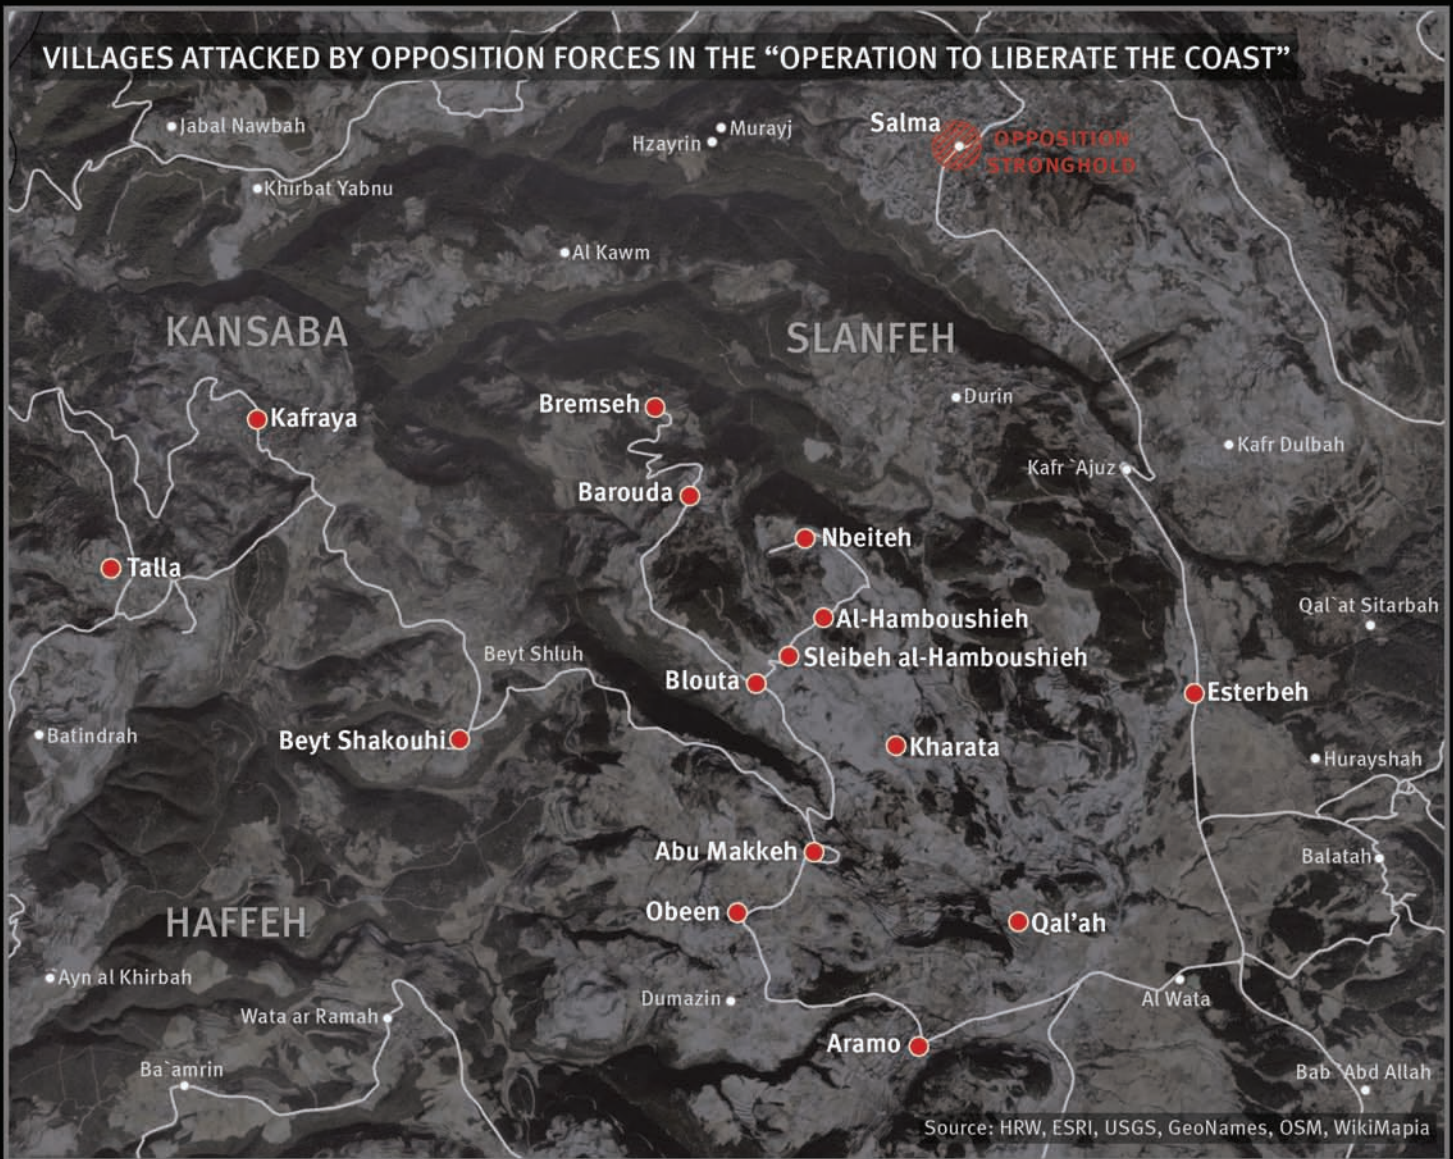 VILLAGES ATTACKED BY OPPOSITION FORCES IN THE “OPERATION TO LIBERATE THE COAST”
Jabal Nawbah
Murayj
Hzayrin
Salma
OPPOSITION
STRONGHOLD
Khirbat Yabnu
Al Kawm
KANSABA
SLANFEH
Durin
Bremseh
Kafraya
Kafr Dulbah
Kafr `Ajuz
Barouda
Nbeiteh
Talla
Qal`at Sitarbah
Al-Hamboushieh
Beyt Shluh
Sleibeh al-Hamboushieh
Blouta
Esterbeh
Batindrah
Beyt Shakouhi
Kharata
Hurayshah
Abu Makkeh
Balatah
Obeen
HAFFEH
Qal’ah
`Ayn al Khirbah
Dumazin
Al Wata
Wata ar Ramah
Aramo
Ba`amrin
Bab `Abd Allah
Source: HRW, ESRI, USGS, GeoNames, OSM, WikiMapia